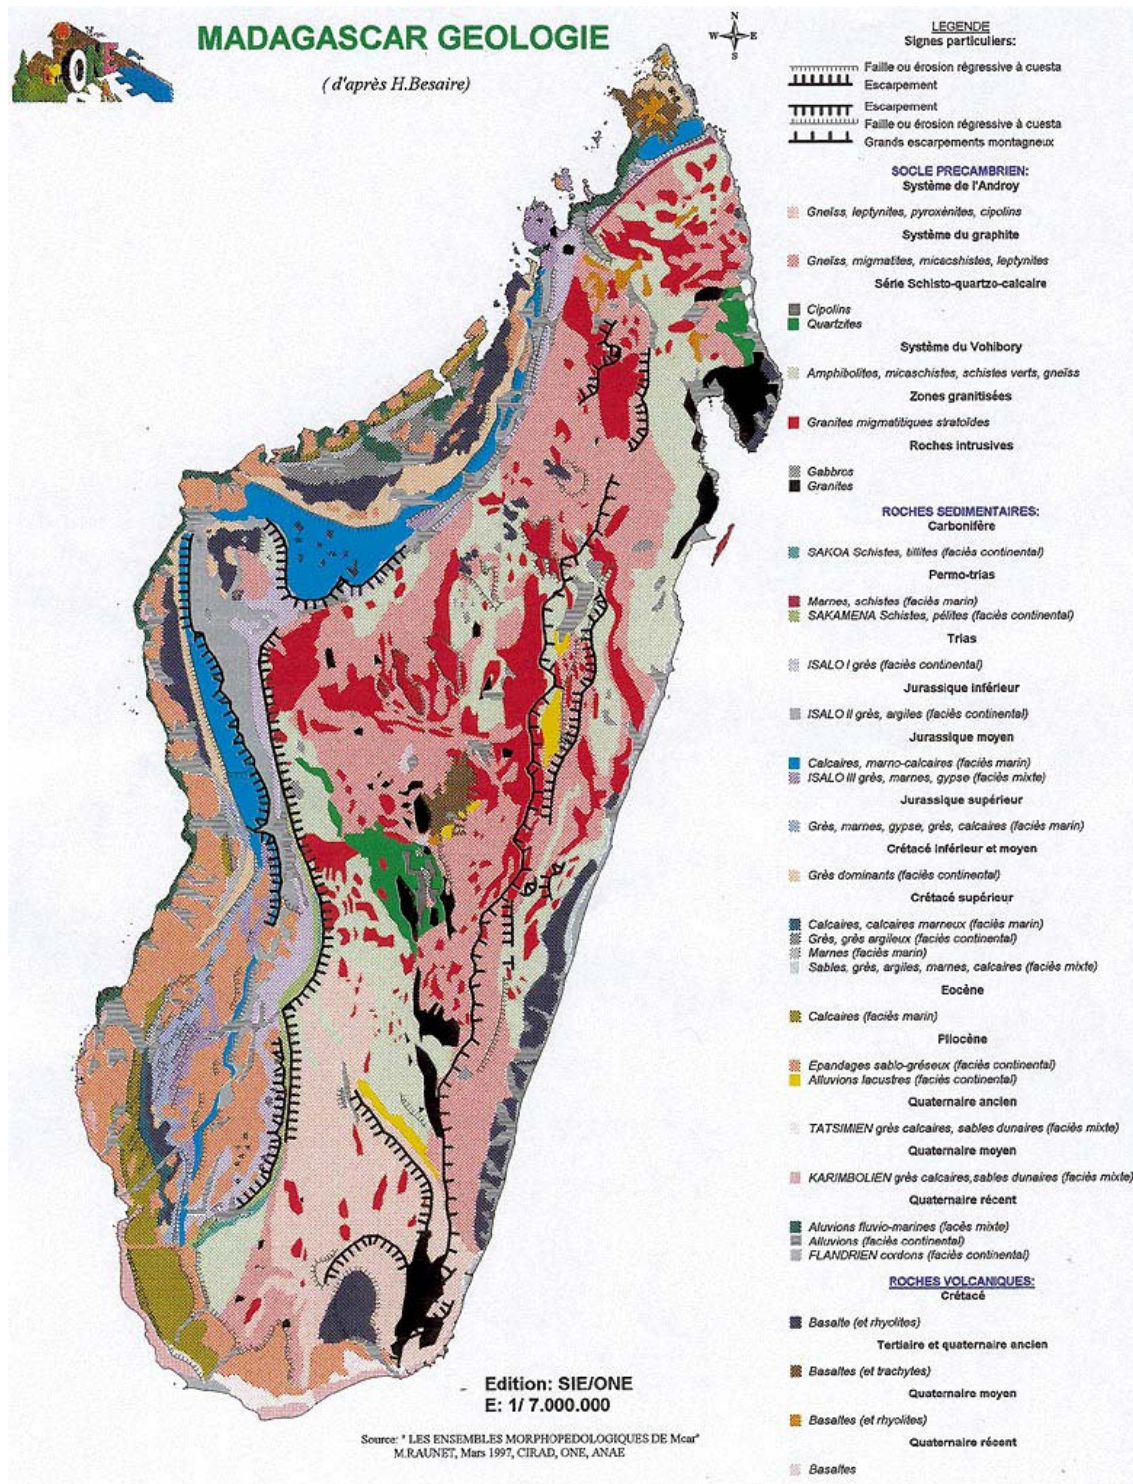 ONE
MADAGASCAR GEOLOGIE
( d'après H.Besaire)
N
W E
S
LEGENDE
Signes particuliers:
Faille ou érosion régressive à cuesta
Escarpement
Escarpement
Faille ou érosion régressive à cuesta
Grands escarpements montagneux
SOCLE PRECAMBRIEN:
Système de l'Androy
Gneïss, leptynites, pyroxènites, cipolins
Système du graphite
Gneïss, migmatites, micacshistes, leptynites
Série Schisto-quartzo-calcaire
Cipolins
Quartzites
Système du Vohibory
Amphibolites, micaschistes, schistes verts, gneïss
Zones granitisées
Granites migmatitiques stratoïdes
Roches intrusives
Gabbros
Granites
ROCHES SEDIMENTAIRES:
Carbonifère
SAKOA Schistes, tillites (faciès continental)
Permo-trias
Marnes, schistes (faciès marin)
SAKAMENA Schistes, pélites (faciès continental)
Trias
ISALO I grès (faciès continental)
Jurassique inférieur
ISALO II grès, argiles (faciès continental)
Jurassique moyen
Calcaires, marno-calcaires (faciès marin)
ISALO III grès, marnes, gypse (faciès mixte)
Jurassique supérieur
Grès, marnes, gypse, grès, calcaires (faciès marin)
Crétacé inférieur et moyen
Grès dominants (faciès continental)
Crétacé supérieur
Calcaires, calcaires marneux (faciès marin)
Grès, grès argileux (faciès continental)
Marnes (faciès marin)
Sables, grès, argiles, marnes, calcaires (faciès mixte)
Eocène
Calcaires (faciès marin)
Pliocène
Epandages sablo-gréseux (faciès continental)
Alluvions lacustres (faciès continental)
Quaternaire ancien
TATSIMIEN grès calcaires, sables dunaires (faciès mixte)
Quaternaire moyen
KARIMBOLIEN grès calcaires,sables dunaires (faciès mixte)
Quaternaire récent
Aluvions fluvio-marines (facès mixte)
Alluvions (faciès continental)
FLANDRIEN cordons (faciès continental)
ROCHES VOLCANIQUES:
Crétacé
Basalte (et rhyolites)
Tertiaire et quaternaire ancien
Basaltes (et trachytes)
Quaternaire moyen
Basaltes (et rhyolites)
Quaternaire récent
Basaltes
Edition: SIE/ONE
E: 1/ 7.000.000
Source: " LES ENSEMBLES MORPHOPEDOLOGIQUES DE Mcar"
M.RAUNET, Mars 1997, CIRAD, ONE, ANAE